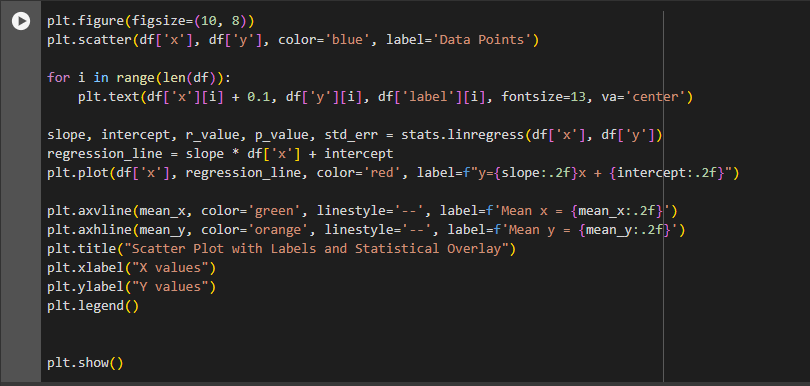 plt.figure(figsize=(10, 8))
plt.scatter(df['x'], df['y'], color='blue', label='Data Points')
for i in range(len(df)):
    plt.text(df['x'][i] + 0.1, df['y'][i], df['label'][i], fontsize=13, va='center')
slope, intercept, r_value, p_value, std_err = stats.linregress(df['x'], df['y'])
regression_line = slope * df['x'] + intercept
plt.plot(df['x'], regression_line, color='red', label=f"y={slope:.2f}x + {intercept:.2f}")
plt.axvline(mean_x, color='green', linestyle='--', label=f'Mean x = {mean_x:.2f}')
plt.axhline(mean_y, color='orange', linestyle='--', label=f'Mean y = {mean_y:.2f}')
plt.title("Scatter Plot with Labels and Statistical Overlay")
plt.xlabel("X values")
plt.ylabel("Y values")
plt.legend()
plt.show()